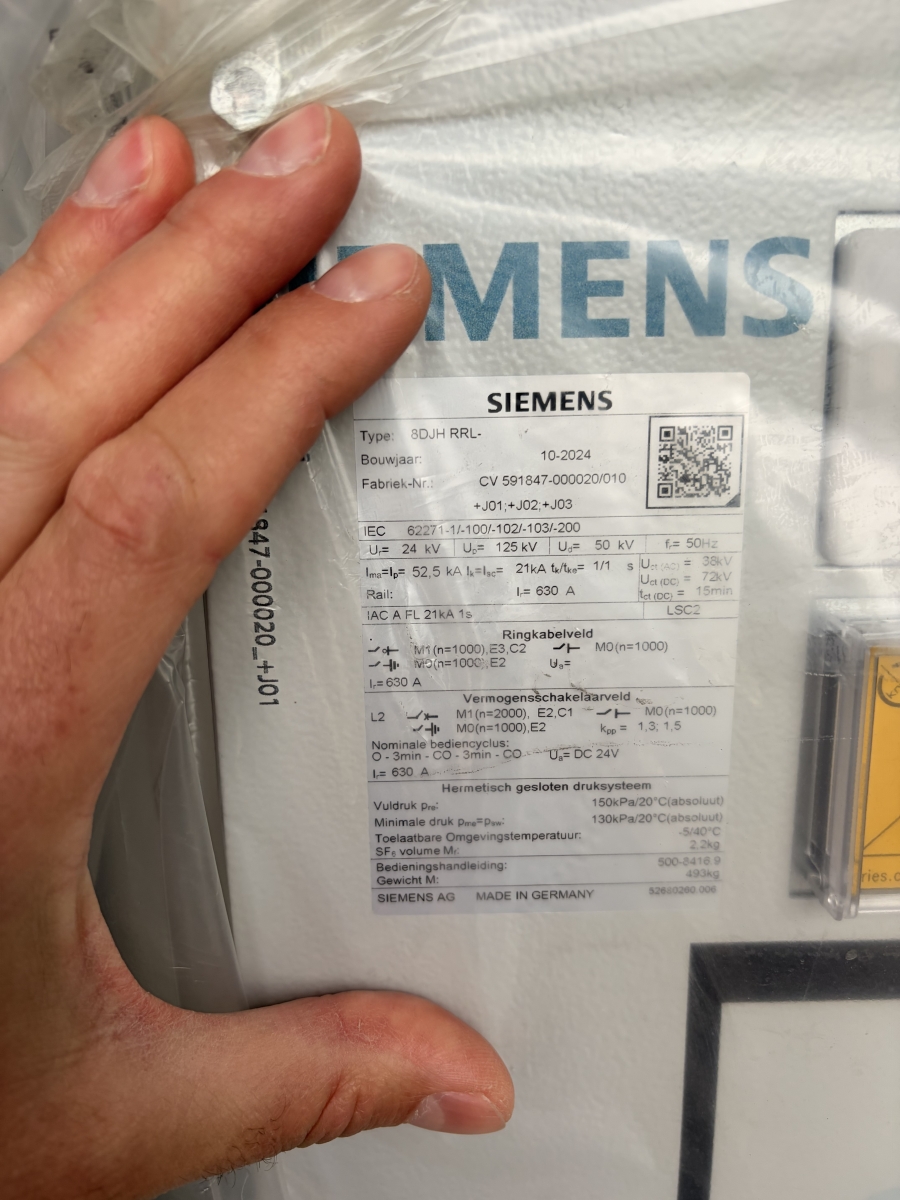 MENS
SIEMENS
Type: 8DJH RRL-
Bouwjaar: 10-2024
Fabriek-Nr.: CV 591847-000020/010
+J01;+J02;+J03
IEC 62271-1/-100/-102/-103/-200
Ur= 24 kV Up= 125 kV Ud= 50 kV fr= 50Hz
Ima=Ip= 52,5 kA Ik=Isc= 21kA tk/tke= 1/1 s Uct (AC) = 38kV
Uct (DC) = 72kV
Rail: Ir= 630 A tct (DC) = 15min
IAC A FL 21kA 1s LSC2
Ringkabelveld
M1(n=1000),E3,C2 M0(n=1000)
M0(n=1000),E2 Ua=
Ir=630 A
Vermogensschakelaarveld
L2 M1(n=2000), E2,C1 M0(n=1000)
M0(n=1000),E2 kpp = 1,3; 1,5
Nominale bediencyclus:
O - 3min - CO - 3min - CO Ua= DC 24V
Ir= 630 A
Hermetisch gesloten druksysteem
Vuldruk pre: 150kPa/20°C(absoluut)
Minimale druk pme=psw: 130kPa/20°C(absoluut)
Toelaatbare Omgevingstemperatuur: -5/40°C
SF6 volume Mf: 2.2kg
Bedieningshandleiding: 500-8416.9
Gewicht M: 493kg
SIEMENS AG MADE IN GERMANY
847-000020_+J01
ries.c